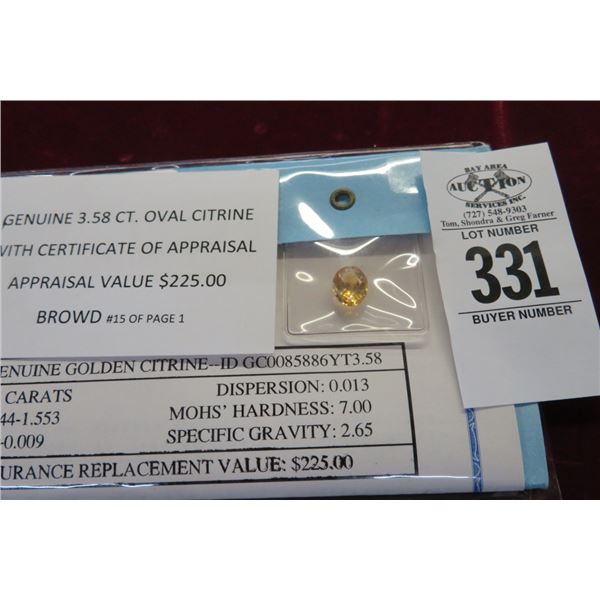 GENUINE 3.58 CT. OVAL CITRINE
WITH CERTIFICATE OF APPRAISAL
APPRAISAL VALUE $225.00
BROWD #15 OF PAGE 1
BAY AREA
AUCTION
SERVICES INC.
(727) 548-9303
Tom, Shondra & Greg Farner
LOT NUMBER
331
BUYER NUMBER
ENUINE GOLDEN CITRINE--ID GC0085886YT3.58
CARATS
DISPERSION: 0.013
44-1.553
MOHS' HARDNESS: 7.00
-0.009
SPECIFIC GRAVITY: 2.65
URANCE REPLACEMENT VALUE: $225.00